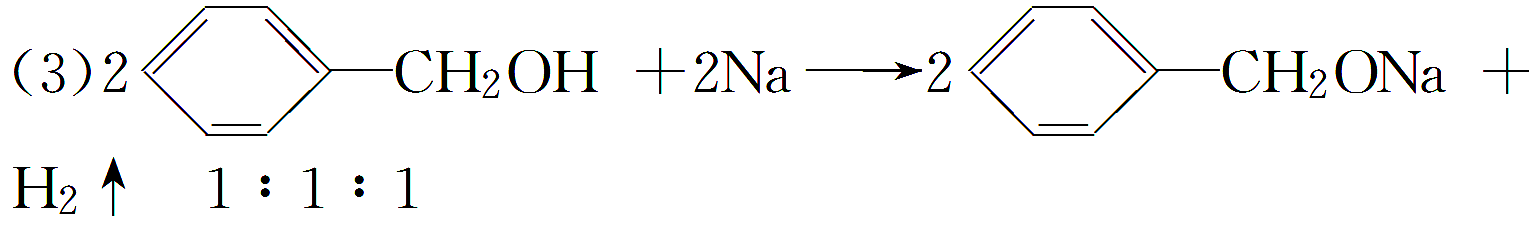 (3)2 CH₂OH +2Na⟶2 CH₂ONa +
H₂↑ 1∶1∶1